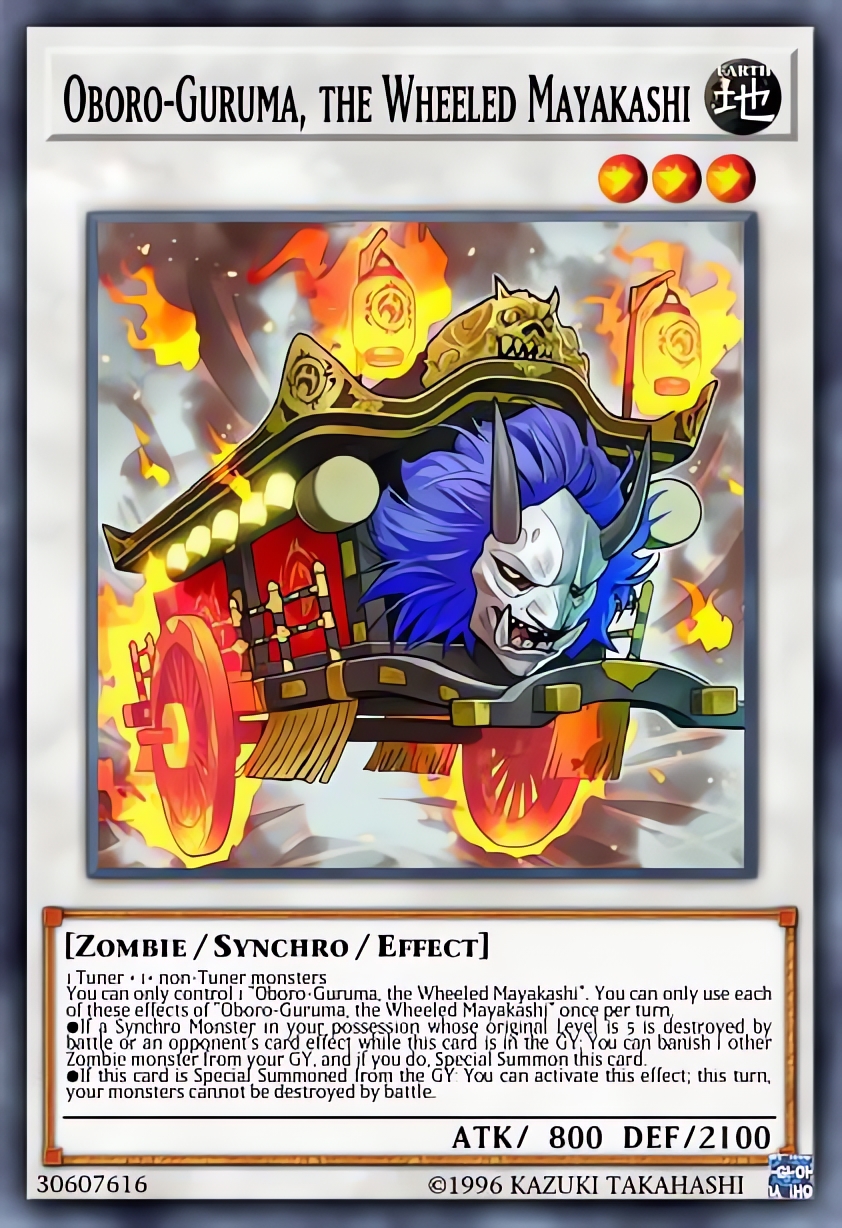 OBORO-GURUMA, THE WHEELED MAYAKASHI
EARTH
地
[ZOMBIE / SYNCHRO / EFFECT]
1 Tuner + 1+ non-Tuner monsters
You can only control 1 "Oboro-Guruma, the Wheeled Mayakashi". You can only use each
of these effects of "Oboro-Guruma, the Wheeled Mayakashi" once per turn.
●If a Synchro Monster in your possession whose original Level is 5 is destroyed by
battle or an opponent's card effect while this card is in the GY: You can banish 1 other
Zombie monster from your GY, and if you do, Special Summon this card.
●If this card is Special Summoned from the GY: You can activate this effect; this turn,
your monsters cannot be destroyed by battle.
ATK/ 800 DEF/2100
30607616
©1996 KAZUKI TAKAHASHI